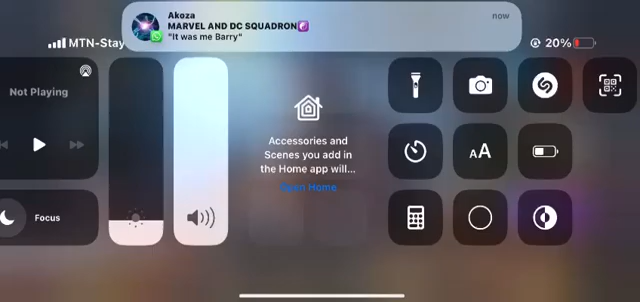 Akoza
now
MARVEL AND DC SQUADRON
"It was me Barry"
MTN-Stay
20%
Not Playing
Accessories and
Scenes you add in
the Home app will...
Open Home
Focus
AA